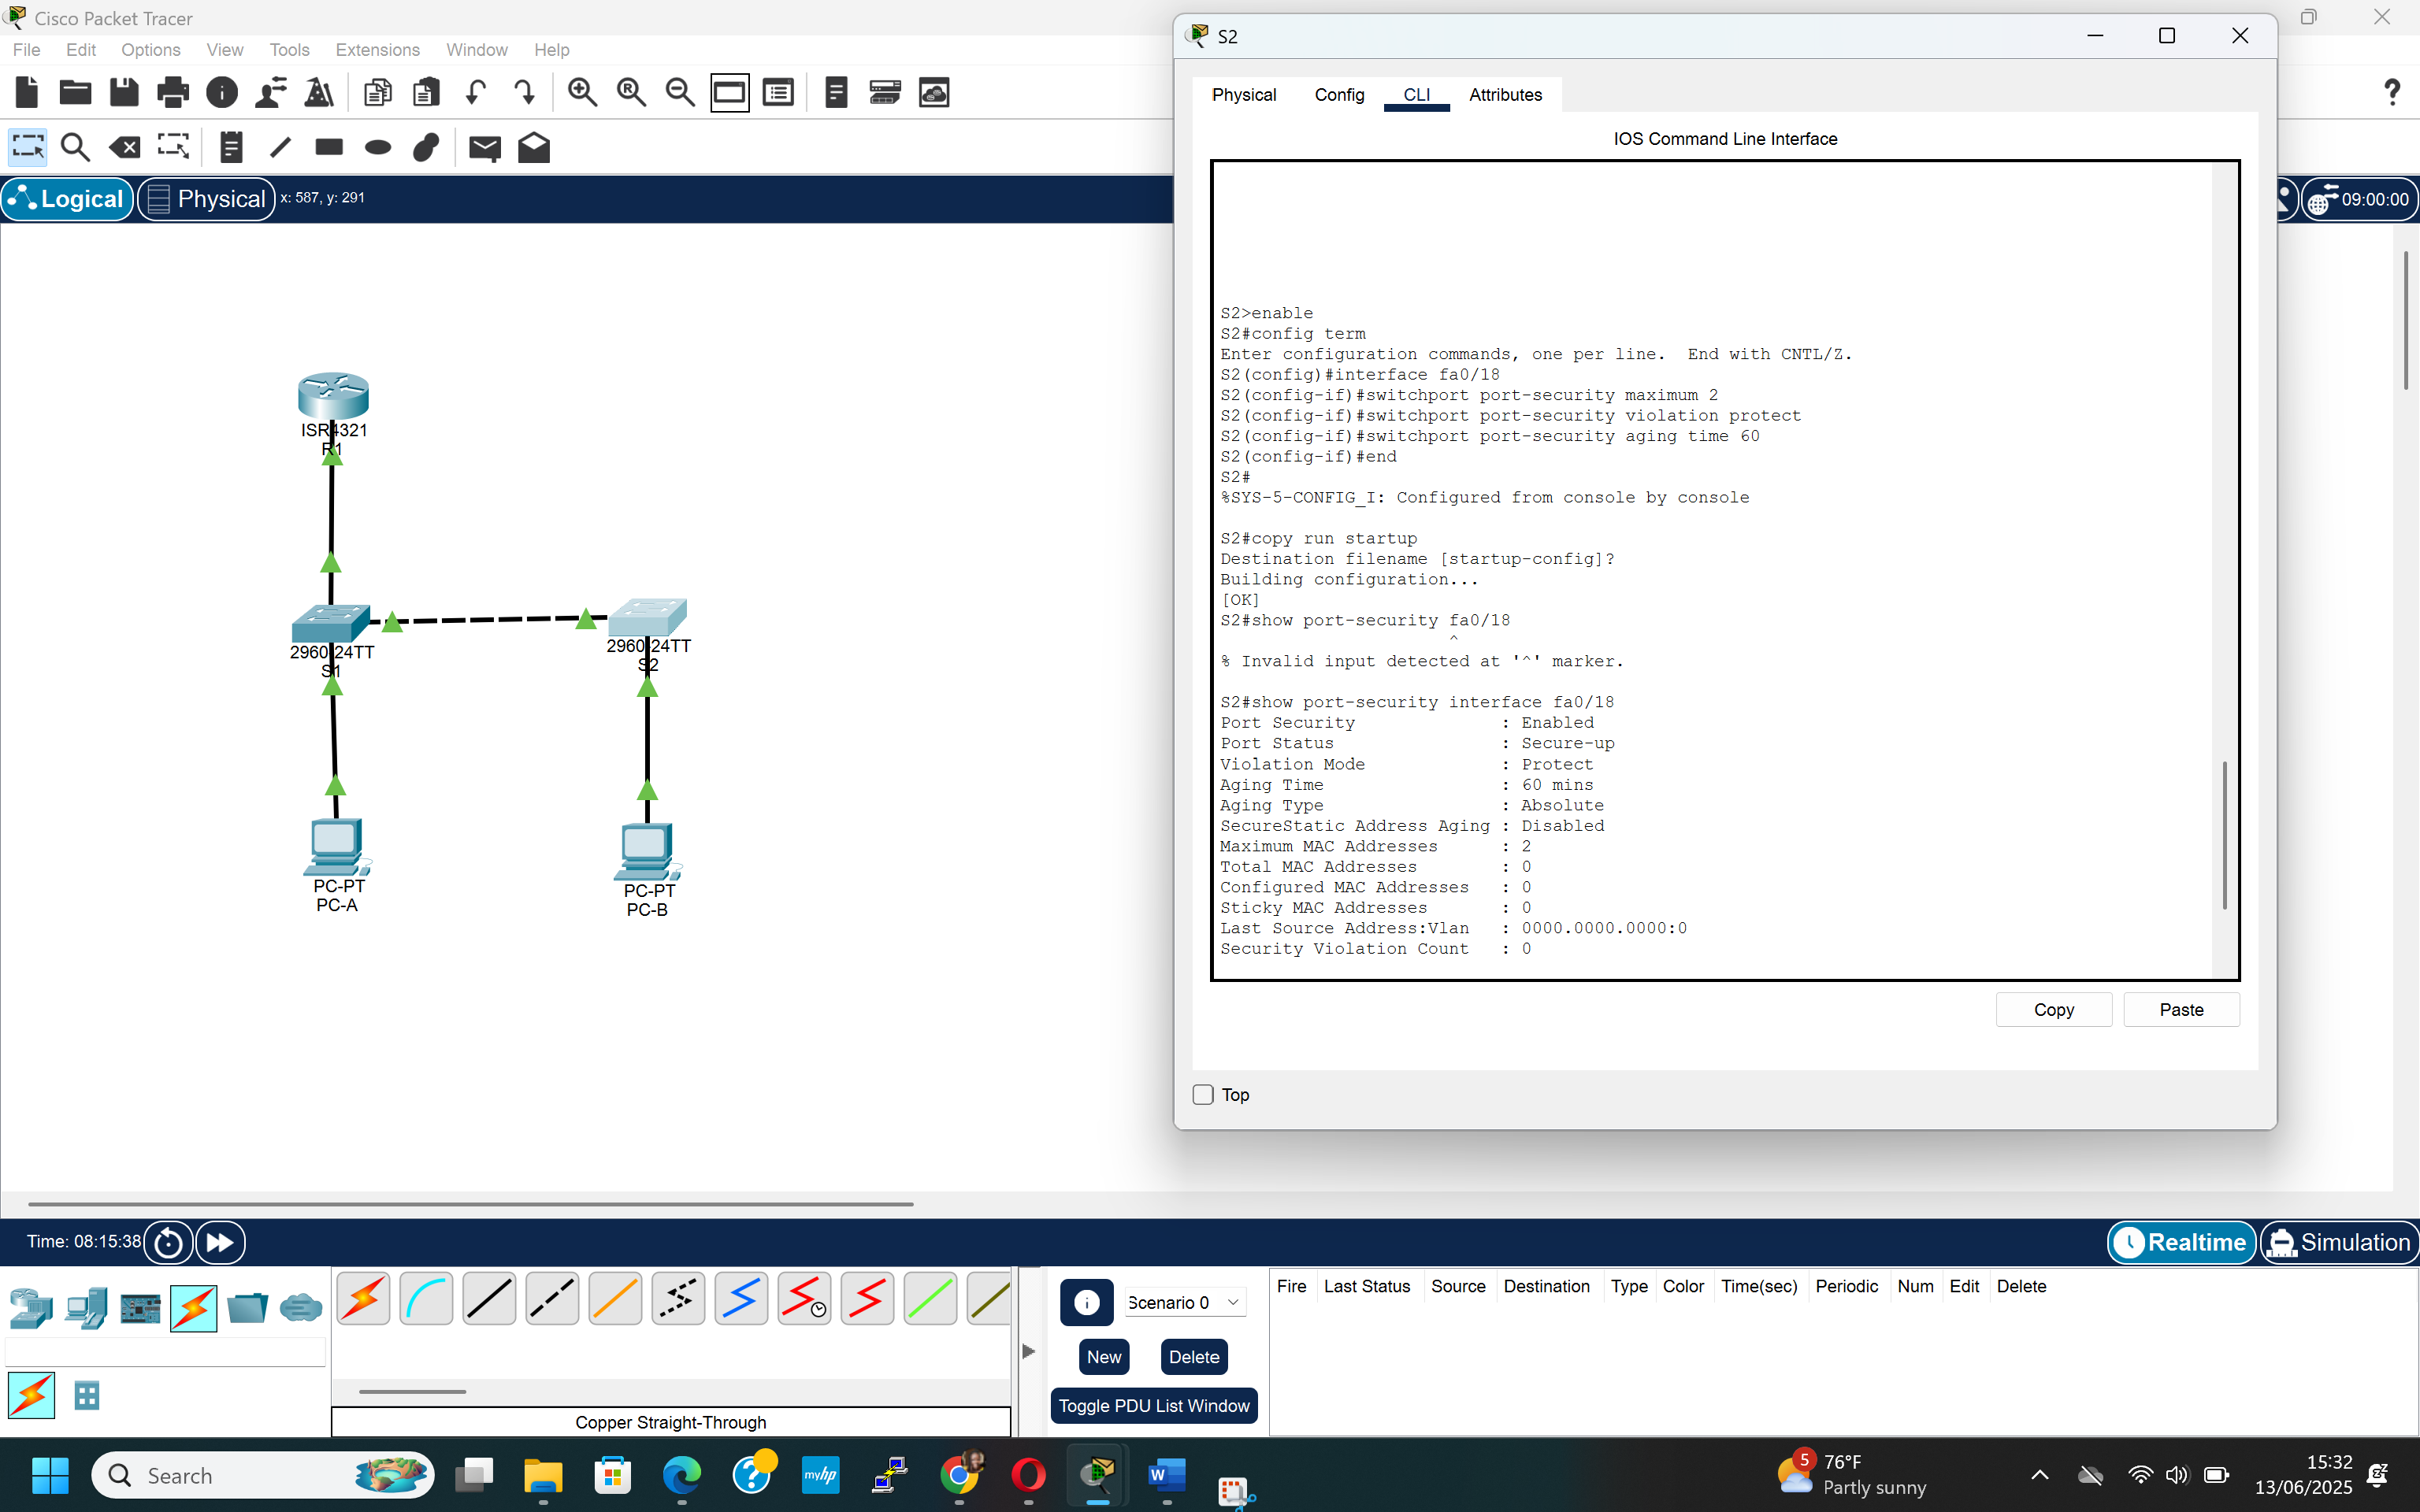 Cisco Packet Tracer
File Edit Options View Tools Extensions Window Help
Logical Physical x: 587, y: 291
09:00:00
ISR4321
R1
2960-24TT
S1
2960-24TT
S2
PC-PT
PC-A
PC-PT
PC-B
S2
Physical Config CLI Attributes
IOS Command Line Interface
S2>enable
S2#config term
Enter configuration commands, one per line.  End with CNTL/Z.
S2(config)#interface fa0/18
S2(config-if)#switchport port-security maximum 2
S2(config-if)#switchport port-security violation protect
S2(config-if)#switchport port-security aging time 60
S2(config-if)#end
S2#
%SYS-5-CONFIG_I: Configured from console by console
S2#copy run startup
Destination filename [startup-config]?
Building configuration...
[OK]
S2#show port-security fa0/18
^
% Invalid input detected at '^' marker.
S2#show port-security interface fa0/18
Port Security : Enabled
Port Status : Secure-up
Violation Mode : Protect
Aging Time : 60 mins
Aging Type : Absolute
SecureStatic Address Aging : Disabled
Maximum MAC Addresses : 2
Total MAC Addresses : 0
Configured MAC Addresses : 0
Sticky MAC Addresses : 0
Last Source Address:Vlan : 0000.0000.0000:0
Security Violation Count : 0
Copy Paste
Top
Time: 08:15:38
Realtime Simulation
Scenario 0
New Delete
Toggle PDU List Window
Fire Last Status Source Destination Type Color Time(sec) Periodic Num Edit Delete
Copper Straight-Through
Search
myhp
W
5
76°F
Partly sunny
15:32
13/06/2025